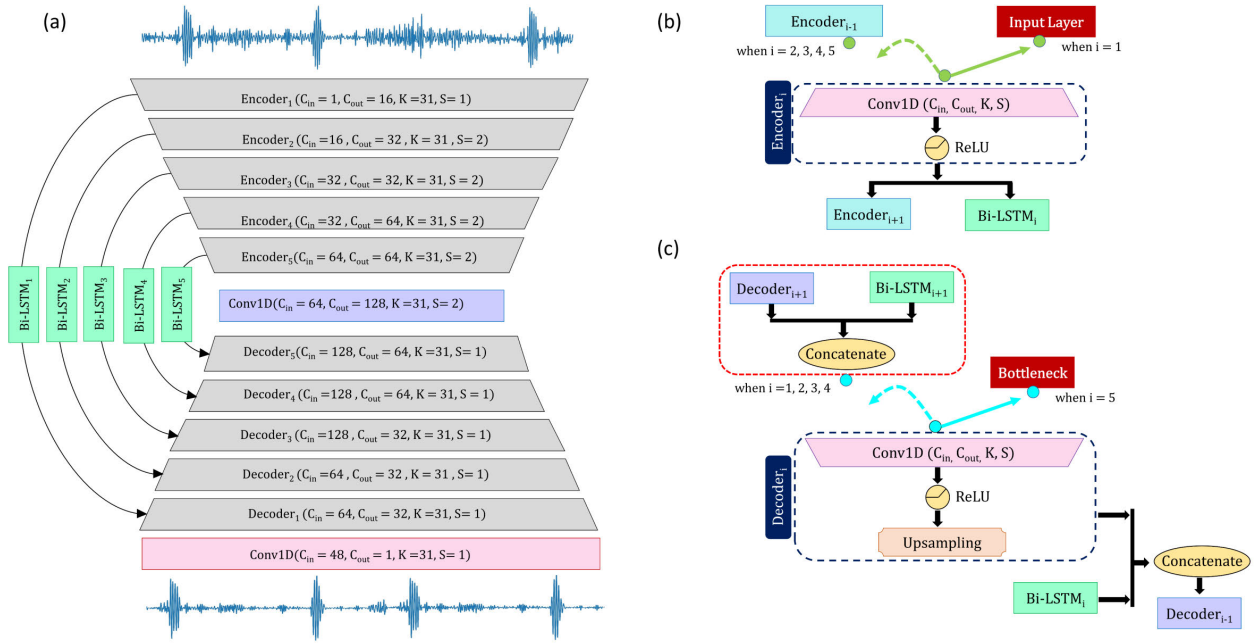 (a)
Encoder₁ (Cᵢₙ = 1, Cₒᵤₜ = 16, K =31, S= 1)
Encoder₂ (Cᵢₙ =16 , Cₒᵤₜ = 32, K = 31 , S= 2)
Encoder₃ (Cᵢₙ =32 , Cₒᵤₜ = 32, K = 31, S= 2)
Encoder₄ (Cᵢₙ =32, Cₒᵤₜ = 64, K = 31, S= 2)
Encoder₅(Cᵢₙ = 64, Cₒᵤₜ = 64, K =31, S= 2)
Bi-LSTM₁
Bi-LSTM₂
Bi-LSTM₃
Bi-LSTM₄
Bi-LSTM₅
Conv1D(Cᵢₙ = 64, Cₒᵤₜ = 128, K=31, S= 2)
Decoder₅(Cᵢₙ = 128, Cₒᵤₜ = 64, K=31, S= 1)
Decoder₄ (Cᵢₙ =128 , Cₒᵤₜ = 64, K = 31, S= 1)
Decoder₃ (Cᵢₙ =128 , Cₒᵤₜ = 32, K = 31, S= 1)
Decoder₂ (Cᵢₙ =64, Cₒᵤₜ = 32, K = 31 , S= 1)
Decoder₁ (Cᵢₙ = 64, Cₒᵤₜ = 32, K=31, S= 1)
Conv1D(Cᵢₙ = 48, Cₒᵤₜ = 1, K=31, S= 1)
(b)
Encoderᵢ₋₁
Input Layer
when i = 2, 3, 4, 5
when i = 1
Encoderᵢ
Conv1D (Cᵢₙ, Cₒᵤₜ, K, S)
ReLU
Encoderᵢ₊₁
Bi-LSTMᵢ
(c)
Decoderᵢ₊₁
Bi-LSTMᵢ₊₁
Concatenate
when i =1, 2, 3, 4
Bottleneck
when i = 5
Decoderᵢ
Conv1D (Cᵢₙ, Cₒᵤₜ, K, S)
ReLU
Upsampling
Concatenate
Bi-LSTMᵢ
Decoderᵢ₋₁